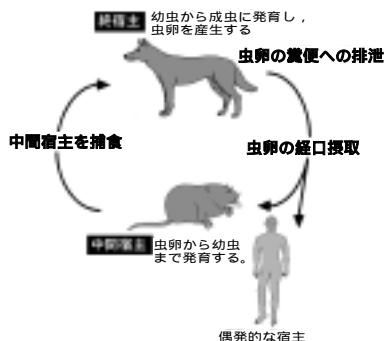 終宿主 幼虫から成虫に発育し，
虫卵を産生する
虫卵の糞便への排泄
中間宿主を捕食
虫卵の経口摂取
中間宿主 虫卵から幼虫
まで発育する。
偶発的な宿主